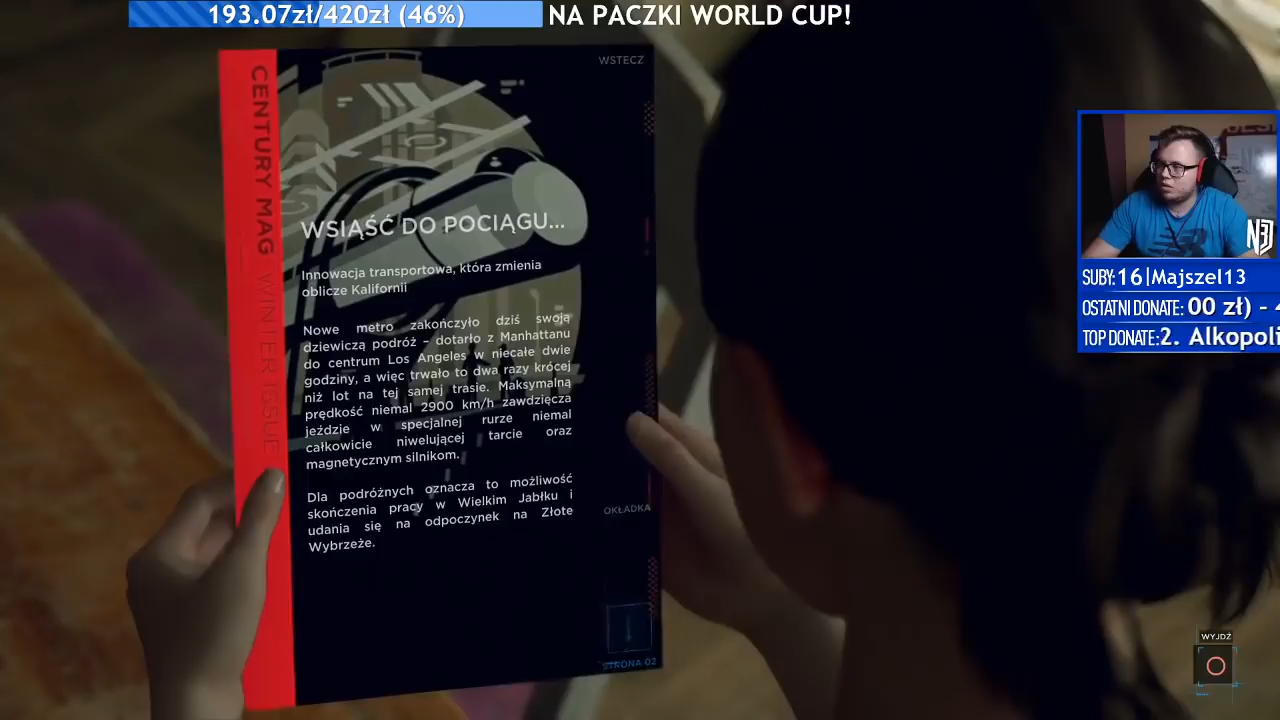 193.07zł/420zł (46%) NA PACZKI WORLD CUP!
WSTECZ
CENTURY MAG WINTER ISSUE
WSIĄŚĆ DO POCIĄGU...
Innowacja transportowa, która zmienia
oblicze Kalifornii
Nowe metro zakończyło dziś swoją
dziewiczą podróż – dotarło z Manhattanu
do centrum Los Angeles w niecałe dwie
godziny, a więc trwało to dwa razy krócej
niż lot na tej samej trasie. Maksymalną
prędkość niemal 2900 km/h zawdzięcza
jeździe w specjalnej rurze niemal
całkowicie niwelującej tarcie oraz
magnetycznym silnikom.
Dla podróżnych oznacza to możliwość
skończenia pracy w Wielkim Jabłku i
udania się na odpoczynek na Złote
Wybrzeże.
OKŁADKA
STRONA 02
SUBY:16|Majszel13
OSTATNI DONATE: 00 zł) - 4
TOP DONATE:2. Alkopoli
WYJDŹ